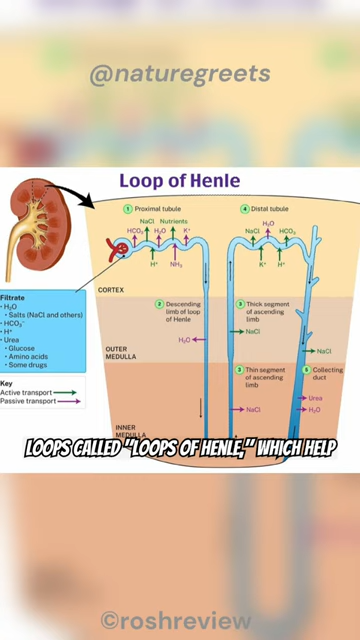 @naturegreets
Loop of Henle
1 Proximal tubule
NaCl Nutrients
HCO₃⁻ H₂O K⁺
H⁺ NH₃
4 Distal tubule
H₂O
NaCl HCO₃⁻
K⁺ H⁺
CORTEX
Filtrate
• H₂O
• Salts (NaCl and others)
• HCO₃⁻
• H⁺
• Urea
• Glucose
• Amino acids
• Some drugs
2 Descending
limb of loop
of Henle
H₂O
3 Thick segment
of ascending
limb
NaCl
NaCl
OUTER
MEDULLA
Key
Active transport
Passive transport
3 Thin segment
of ascending
limb
NaCl
5 Collecting
duct
Urea
H₂O
INNER
MEDULLA
LOOPS CALLED "LOOPS OF HENLE," WHICH HELP
©roshreview